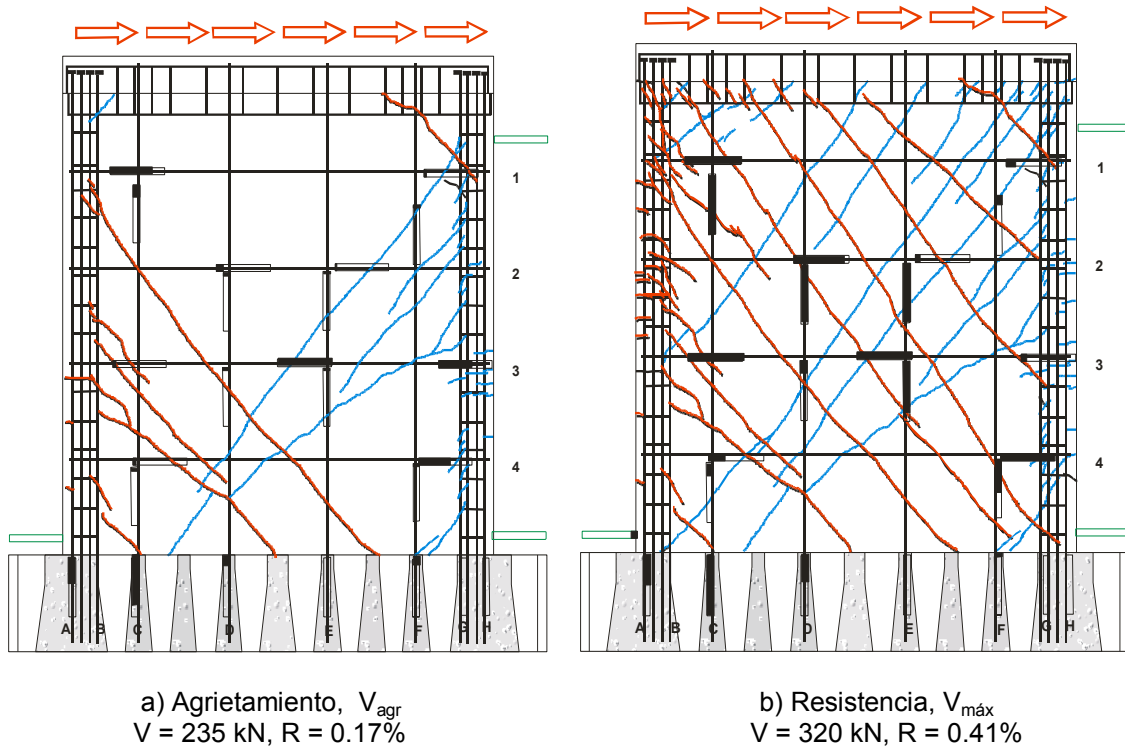 1
2
3
4
A B C D E F G H
a) Agrietamiento, Vagr
V = 235 kN, R = 0.17%
1
2
3
4
A B C D E F G H
b) Resistencia, Vmáx
V = 320 kN, R = 0.41%